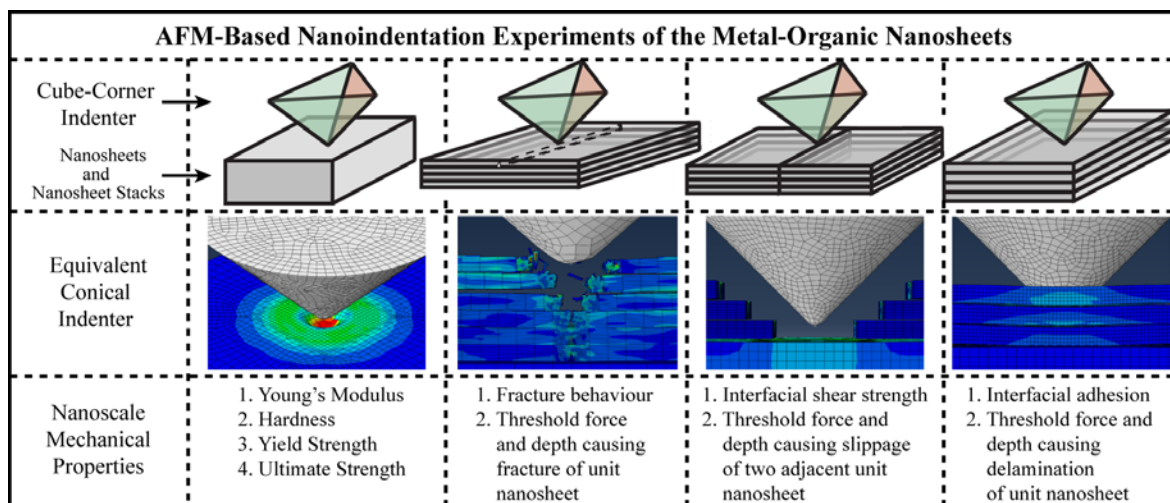 AFM-Based Nanoindentation Experiments of the Metal-Organic Nanosheets
Cube-Corner
Indenter
Nanosheets
and
Nanosheet Stacks
Equivalent
Conical
Indenter
Nanoscale
Mechanical
Properties
1. Young's Modulus
2. Hardness
3. Yield Strength
4. Ultimate Strength
1. Fracture behaviour
2. Threshold force
and depth causing
fracture of unit
nanosheet
1. Interfacial shear strength
2. Threshold force and
depth causing slippage
of two adjacent unit
nanosheet
1. Interfacial adhesion
2. Threshold force and
depth causing
delamination
of unit nanosheet